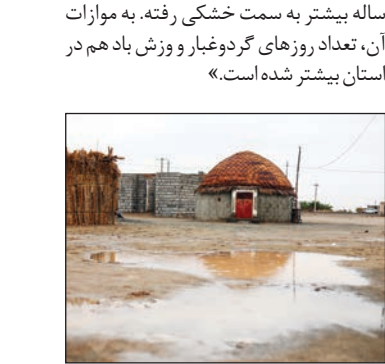 ساله بیشتر به سمت خشکی رفته. به موازات
آن، تعداد روزهای گردوغبار و وزش باد هم در
استان بیشتر شده است.»